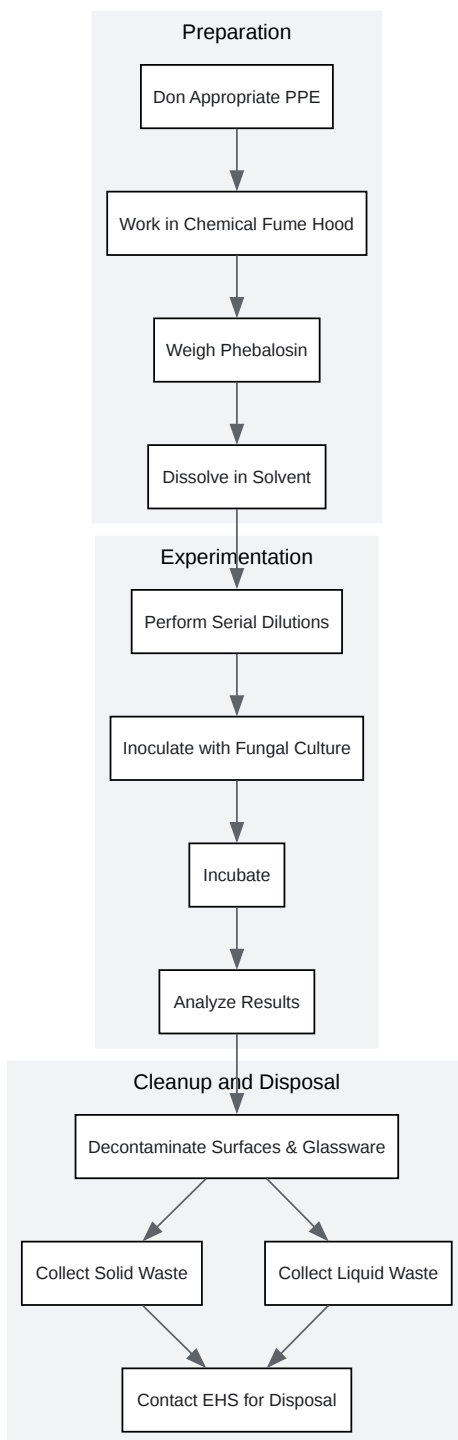 Preparation
Don Appropriate PPE
Work in Chemical Fume Hood
Weigh Phebalosin
Dissolve in Solvent
Experimentation
Perform Serial Dilutions
Inoculate with Fungal Culture
Incubate
Analyze Results
Cleanup and Disposal
Decontaminate Surfaces & Glassware
Collect Solid Waste
Collect Liquid Waste
Contact EHS for Disposal